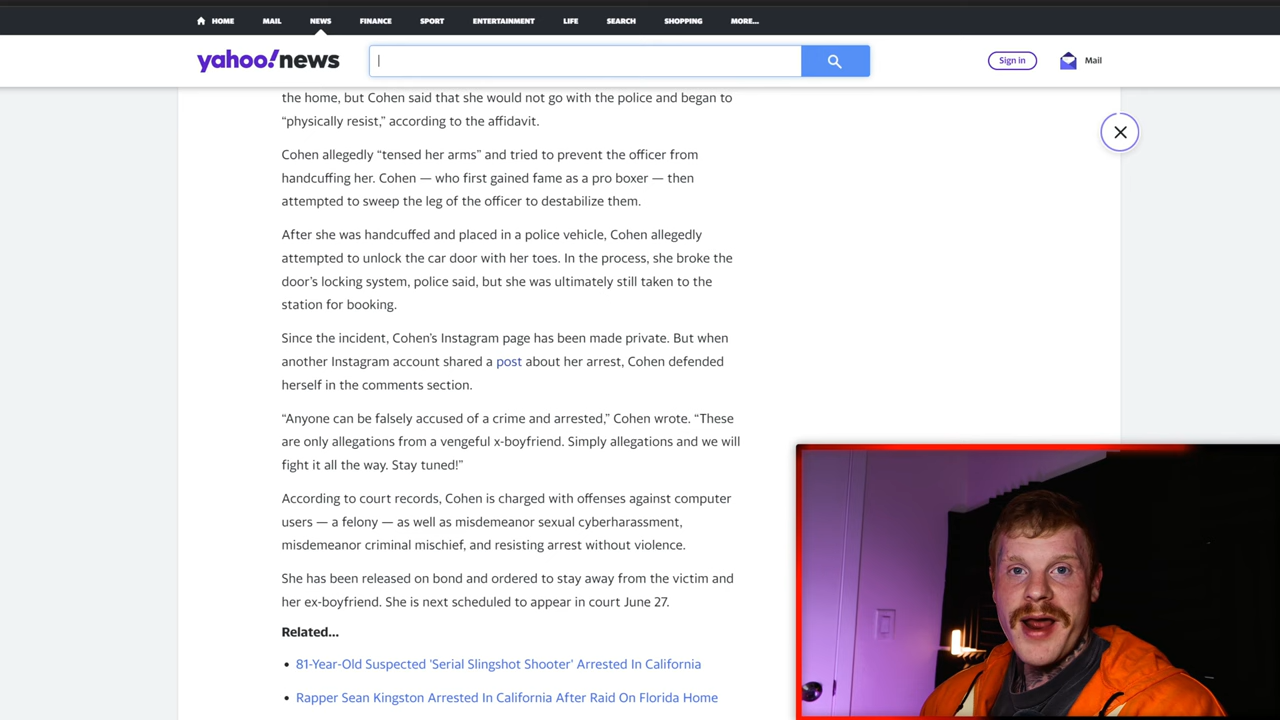 HOME MAIL NEWS FINANCE SPORT ENTERTAINMENT LIFE SEARCH SHOPPING MORE...
yahoo!news
Sign in
Mail
the home, but Cohen said that she would not go with the police and began to
“physically resist,” according to the affidavit.
Cohen allegedly “tensed her arms” and tried to prevent the officer from
handcuffing her. Cohen — who first gained fame as a pro boxer — then
attempted to sweep the leg of the officer to destabilize them.
After she was handcuffed and placed in a police vehicle, Cohen allegedly
attempted to unlock the car door with her toes. In the process, she broke the
door’s locking system, police said, but she was ultimately still taken to the
station for booking.
Since the incident, Cohen’s Instagram page has been made private. But when
another Instagram account shared a post about her arrest, Cohen defended
herself in the comments section.
“Anyone can be falsely accused of a crime and arrested,” Cohen wrote. “These
are only allegations from a vengeful x-boyfriend. Simply allegations and we will
fight it all the way. Stay tuned!”
According to court records, Cohen is charged with offenses against computer
users — a felony — as well as misdemeanor sexual cyberharassment,
misdemeanor criminal mischief, and resisting arrest without violence.
She has been released on bond and ordered to stay away from the victim and
her ex-boyfriend. She is next scheduled to appear in court June 27.
Related...
• 81-Year-Old Suspected 'Serial Slingshot Shooter' Arrested In California
• Rapper Sean Kingston Arrested In California After Raid On Florida Home